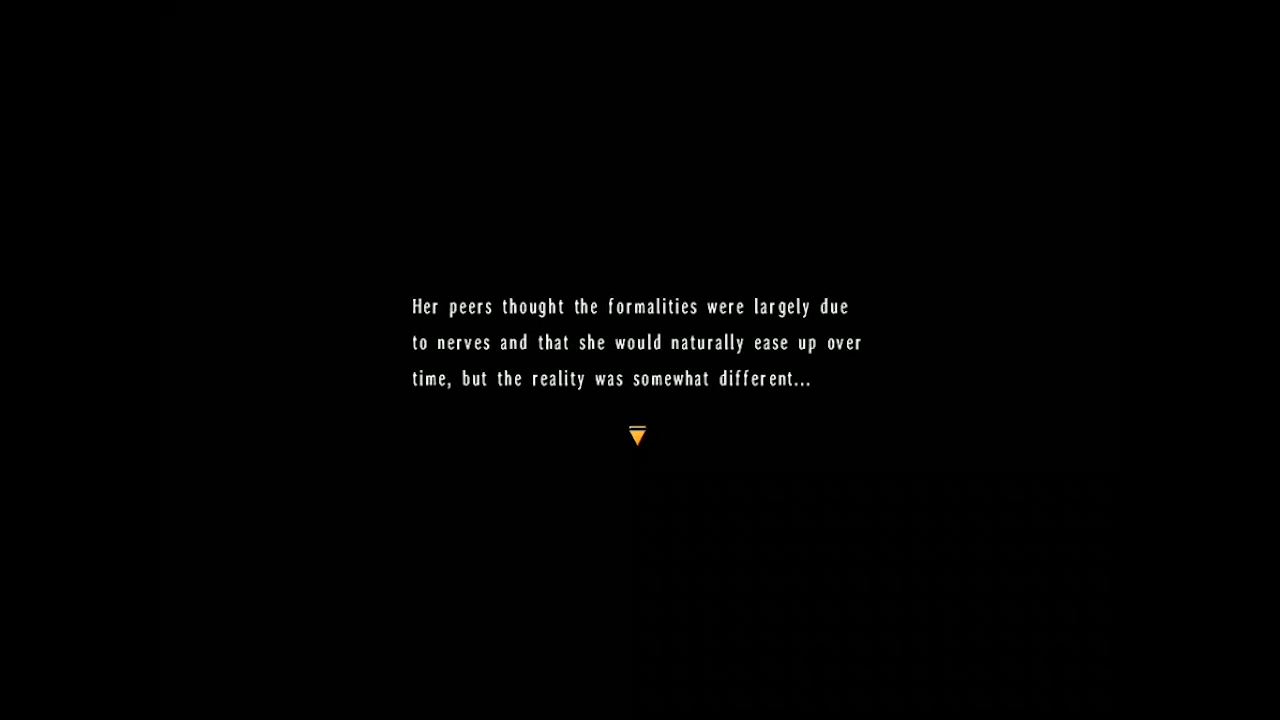 Her peers thought the formalities were largely due
to nerves and that she would naturally ease up over
time, but the reality was somewhat different...